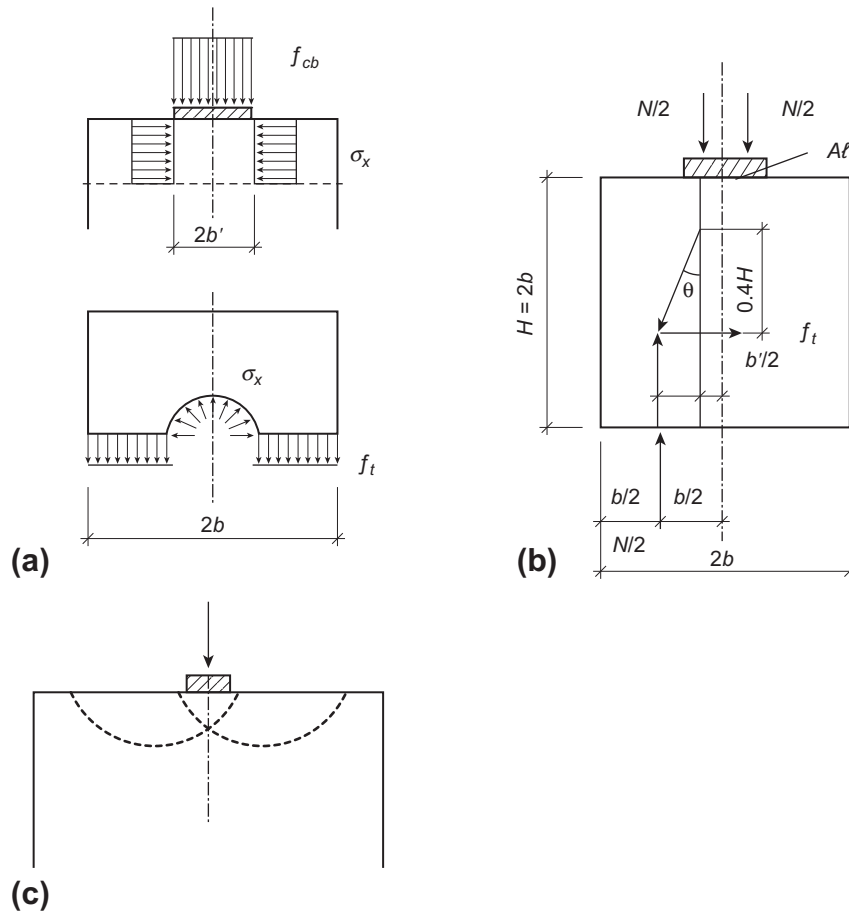 f_cb
σ_x
2b'
σ_x
f_t
2b
(a)
N/2 N/2
Aℓ
H = 2b
θ
0.4H
f_t
b'/2
b/2 b/2
N/2
2b
(b)
(c)